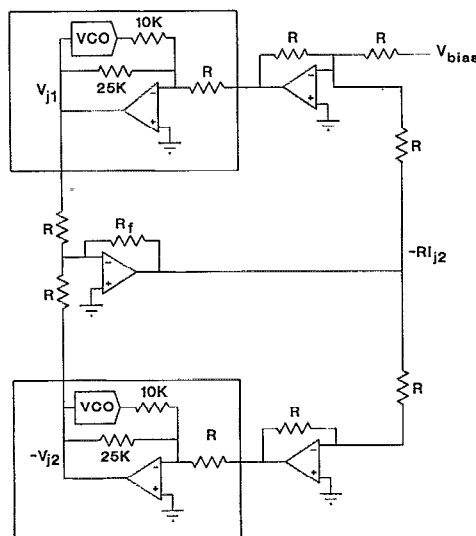 VCO
10K
25K
V_j1
−
+
R
R
−
+
R
V_bias
R
R
R_f
−
+
R
-RI_j2
R
VCO
10K
25K
-V_j2
−
+
R
R
−
+